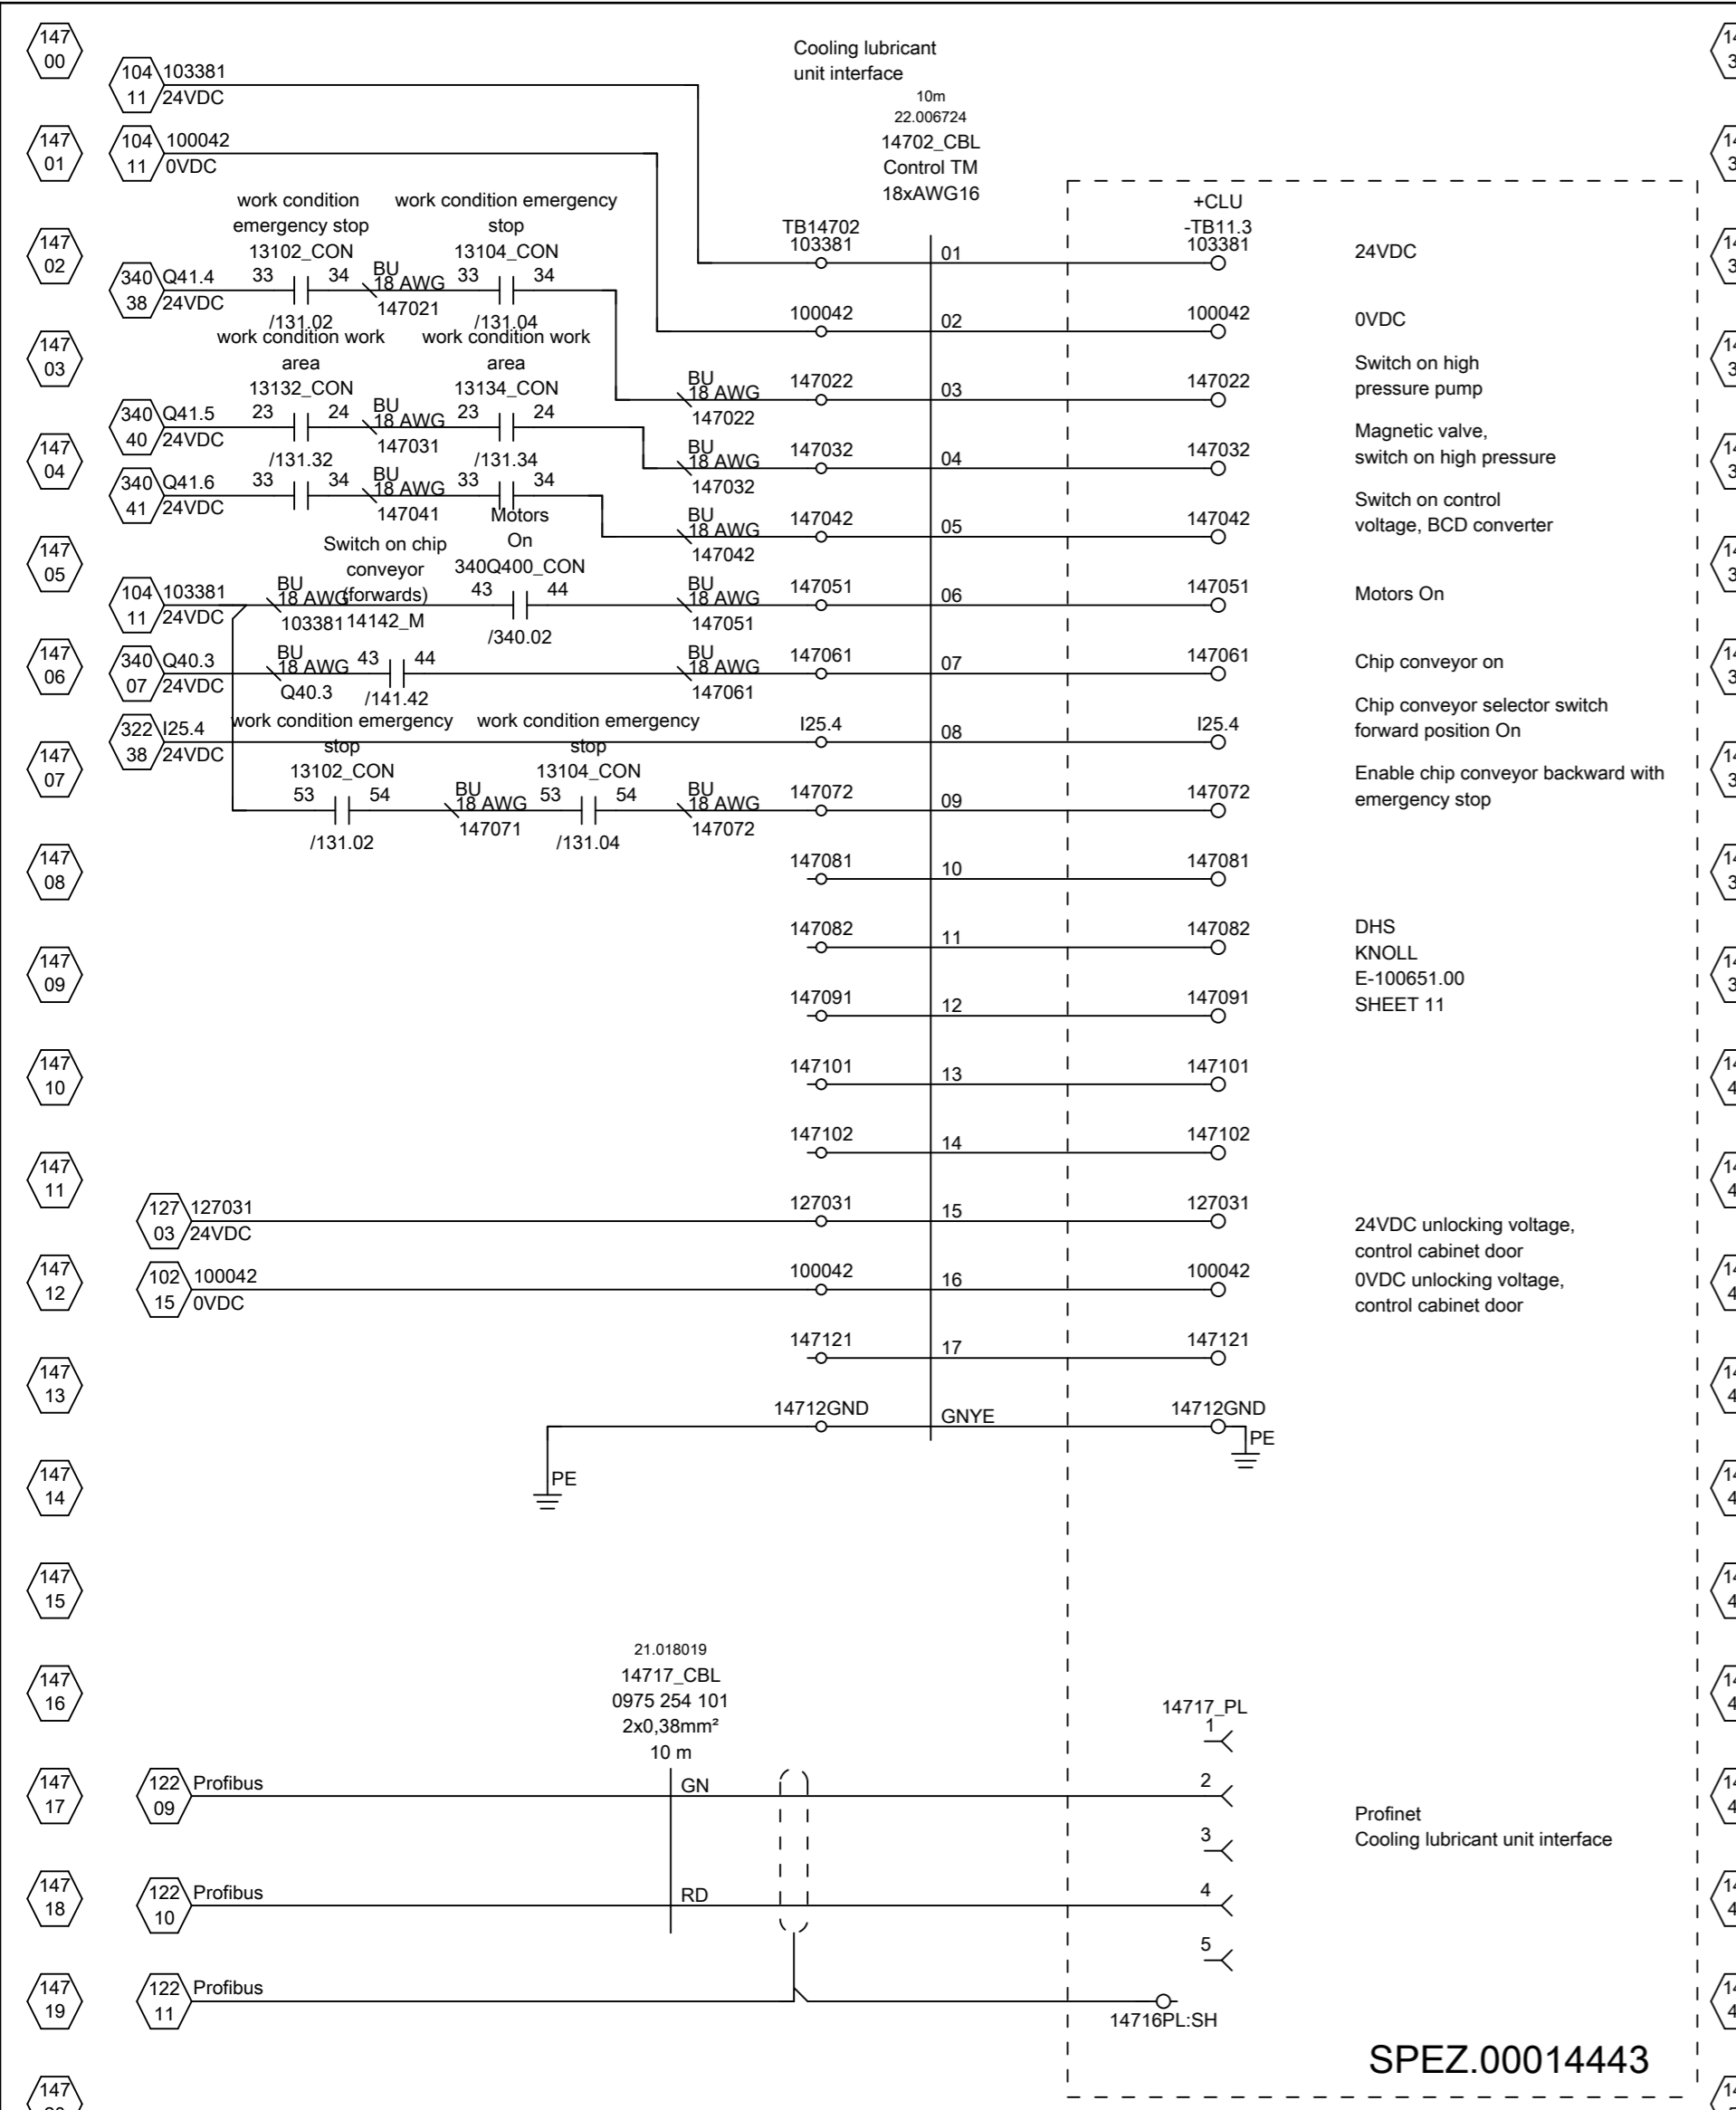 147
00
104 103381
11 24VDC
Cooling lubricant
unit interface
10m
22.006724
14702_CBL
Control TM
18xAWG16
147
01
104 100042
11 0VDC
work condition
emergency stop
13102_CON
work condition emergency
stop
13104_CON
TB14702
103381
01
+CLU
-TB11.3
103381
24VDC
147
02
340 Q41.4
38 24VDC
33 34
BU
18 AWG
147021
33 34
/131.02
/131.04
100042
02
100042
0VDC
147
03
work condition work
area
13132_CON
work condition work
area
13134_CON
BU
18 AWG
147022
147022
03
147022
Switch on high
pressure pump
340 Q41.5
40 24VDC
23 24
BU
18 AWG
147031
23 24
/131.32
/131.34
147
04
BU
18 AWG
147032
147032
04
147032
Magnetic valve,
switch on high pressure
340 Q41.6
41 24VDC
33 34
BU
18 AWG
147041
33 34
BU
18 AWG
147042
147042
05
147042
Switch on control
voltage, BCD converter
147
05
Switch on chip
conveyor
(forwards)
14142_M
Motors
On
340Q400_CON
104 103381
11 24VDC
BU
18 AWG
103381
43 44
/340.02
BU
18 AWG
147051
147051
06
147051
Motors On
147
06
340 Q40.3
07 24VDC
BU
18 AWG
Q40.3
43 44
/141.42
BU
18 AWG
147061
147061
07
147061
Chip conveyor on
322 I25.4
38 24VDC
I25.4
08
I25.4
Chip conveyor selector switch
forward position On
147
07
work condition emergency
stop
13102_CON
work condition emergency
stop
13104_CON
53 54
/131.02
BU
18 AWG
147071
53 54
/131.04
BU
18 AWG
147072
147072
09
147072
Enable chip conveyor backward with
emergency stop
147
08
147081
10
147081
147082
11
147082
DHS
KNOLL
E-100651.00
SHEET 11
147
09
147091
12
147091
147
10
147101
13
147101
147102
14
147102
147
11
127 127031
03 24VDC
127031
15
127031
24VDC unlocking voltage,
control cabinet door
147
12
102 100042
15 0VDC
100042
16
100042
0VDC unlocking voltage,
control cabinet door
147121
17
147121
147
13
14712GND
GNYE
14712GND
PE
PE
147
14
147
15
147
16
21.018019
14717_CBL
0975 254 101
2x0,38mm²
10 m
14717_PL
1
147
17
122 Profibus
09
GN
2
3
Profinet
Cooling lubricant unit interface
147
18
122 Profibus
10
RD
4
5
147
19
122 Profibus
11
14716PL:SH
SPEZ.00014443
147